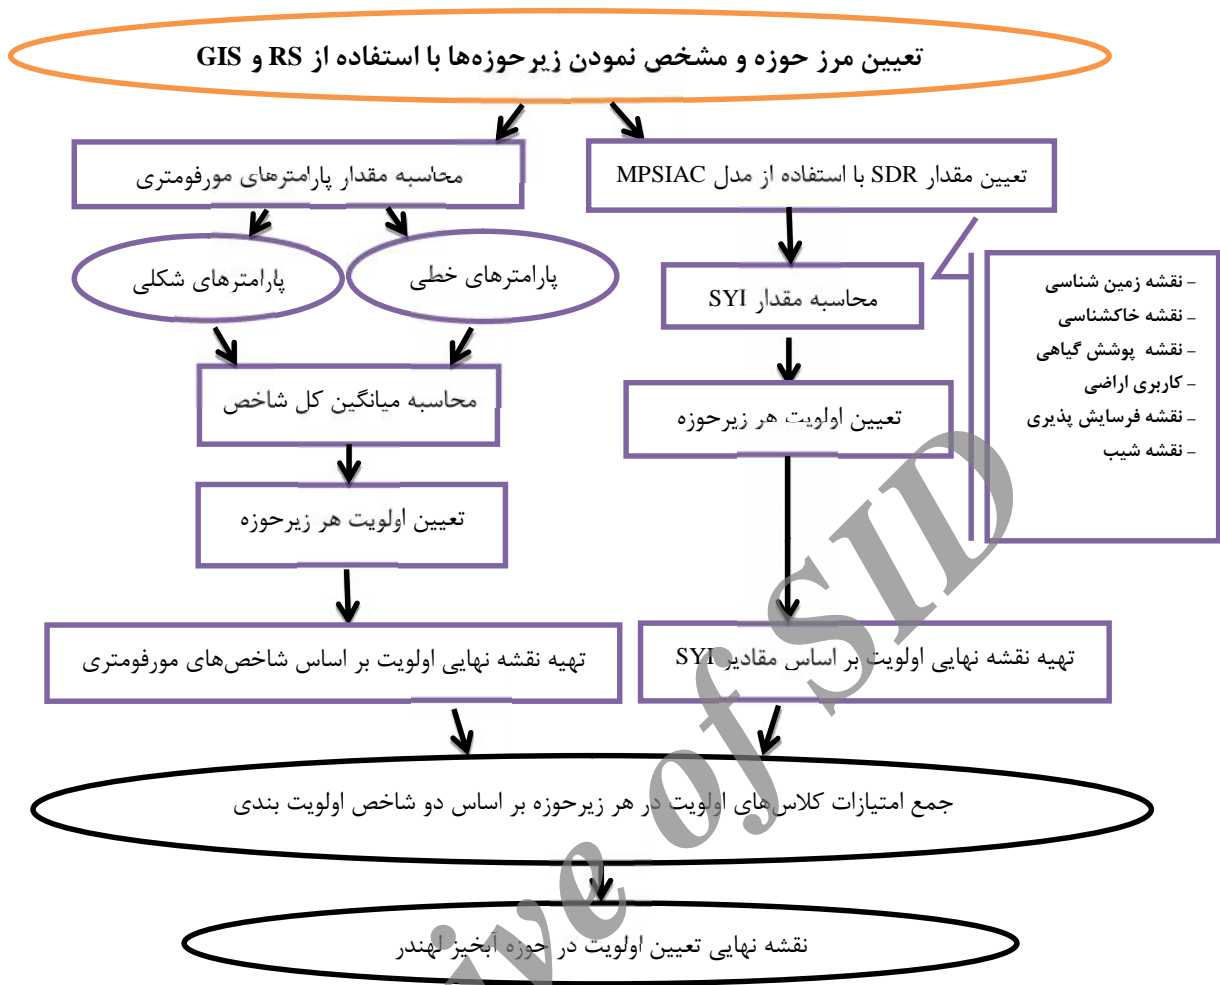 تعیین مرز حوزه و مشخص نمودن زیرحوزه‌ها با استفاده از RS و GIS
تعیین مقدار SDR با استفاده از مدل MPSIAC
محاسبه مقدار پارامترهای مورفومتری
پارامترهای خطی
پارامترهای شکلی
محاسبه مقدار SYI
- نقشه زمین شناسی
- نقشه خاکشناسی
- نقشه پوشش گیاهی
- کاربری اراضی
- نقشه فرسایش پذیری
- نقشه شیب
محاسبه میانگین کل شاخص
تعیین اولویت هر زیرحوزه
تعیین اولویت هر زیرحوزه
تهیه نقشه نهایی اولویت بر اساس مقادیر SYI
تهیه نقشه نهایی اولویت بر اساس شاخص‌های مورفومتری
جمع امتیازات کلاس‌های اولویت در هر زیرحوزه بر اساس دو شاخص اولویت بندی
نقشه نهایی تعیین اولویت در حوزه آبخیز لهندر
ive of SID